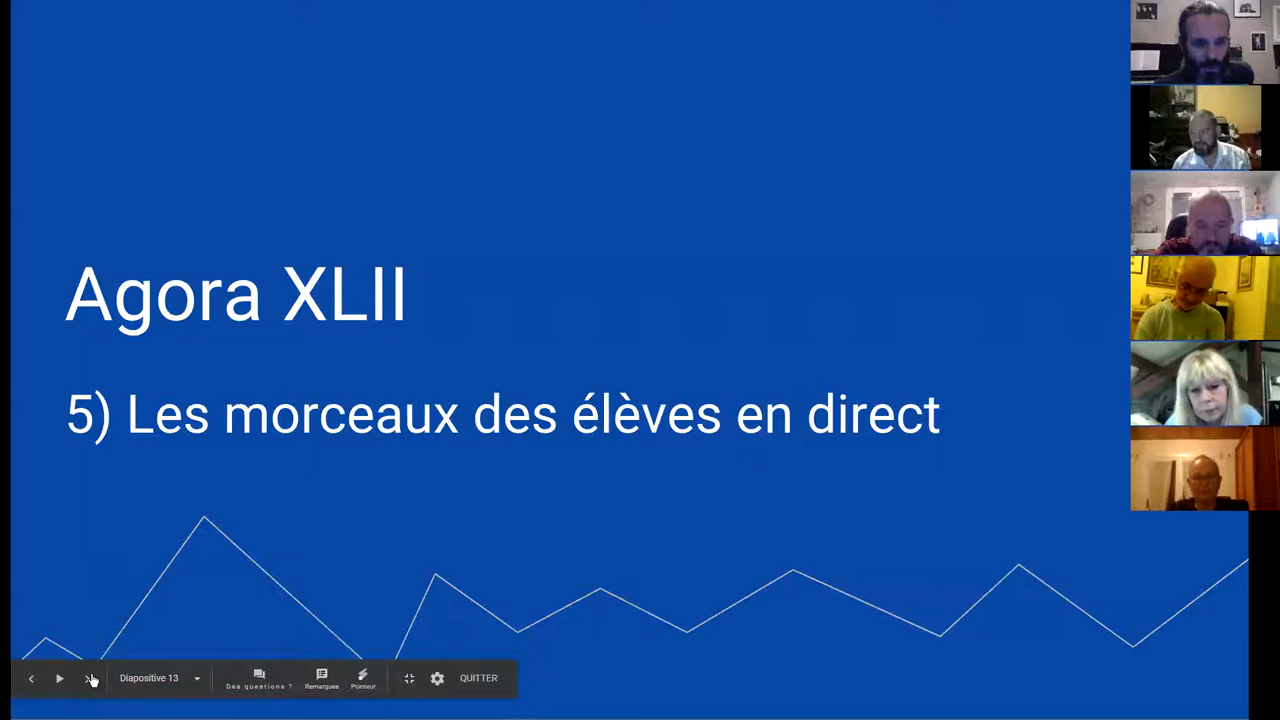 Agora XLII
5) Les morceaux des élèves en direct
Diapositive 13
Des questions ?
Remarques
Pointeur
QUITTER